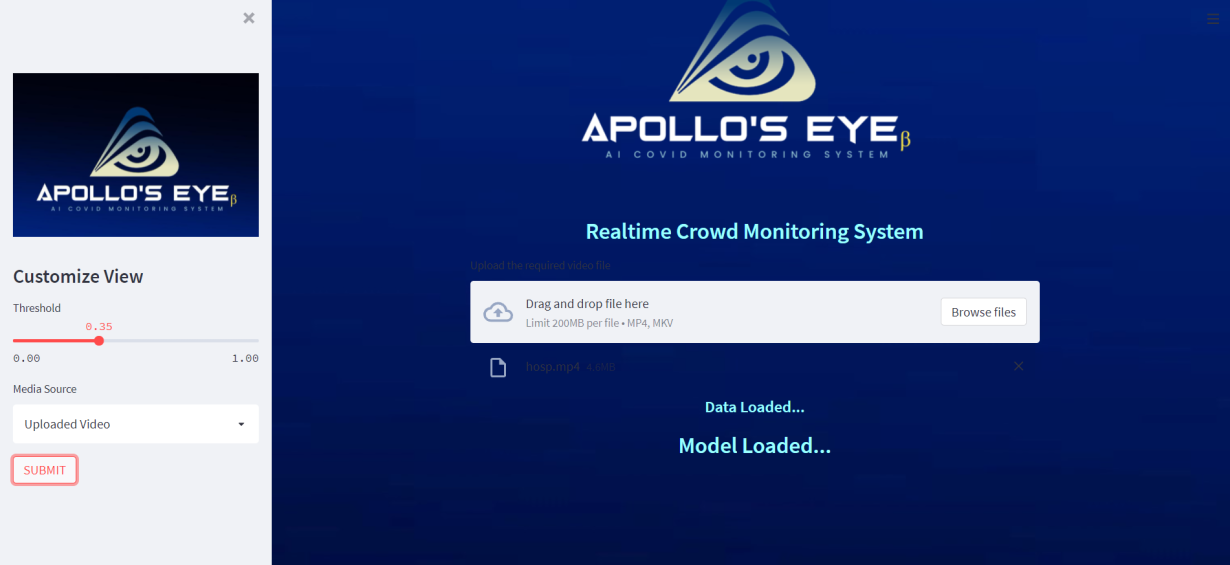 APOLLO'S EYE β
AI COVID MONITORING SYSTEM
Customize View
Threshold
0.35
0.00 1.00
Media Source
Uploaded Video
SUBMIT
APOLLO'S EYE β
AI COVID MONITORING SYSTEM
Realtime Crowd Monitoring System
Upload the required video file
Drag and drop file here
Limit 200MB per file • MP4, MKV
Browse files
hosp.mp4 4.6MB
Data Loaded...
Model Loaded...